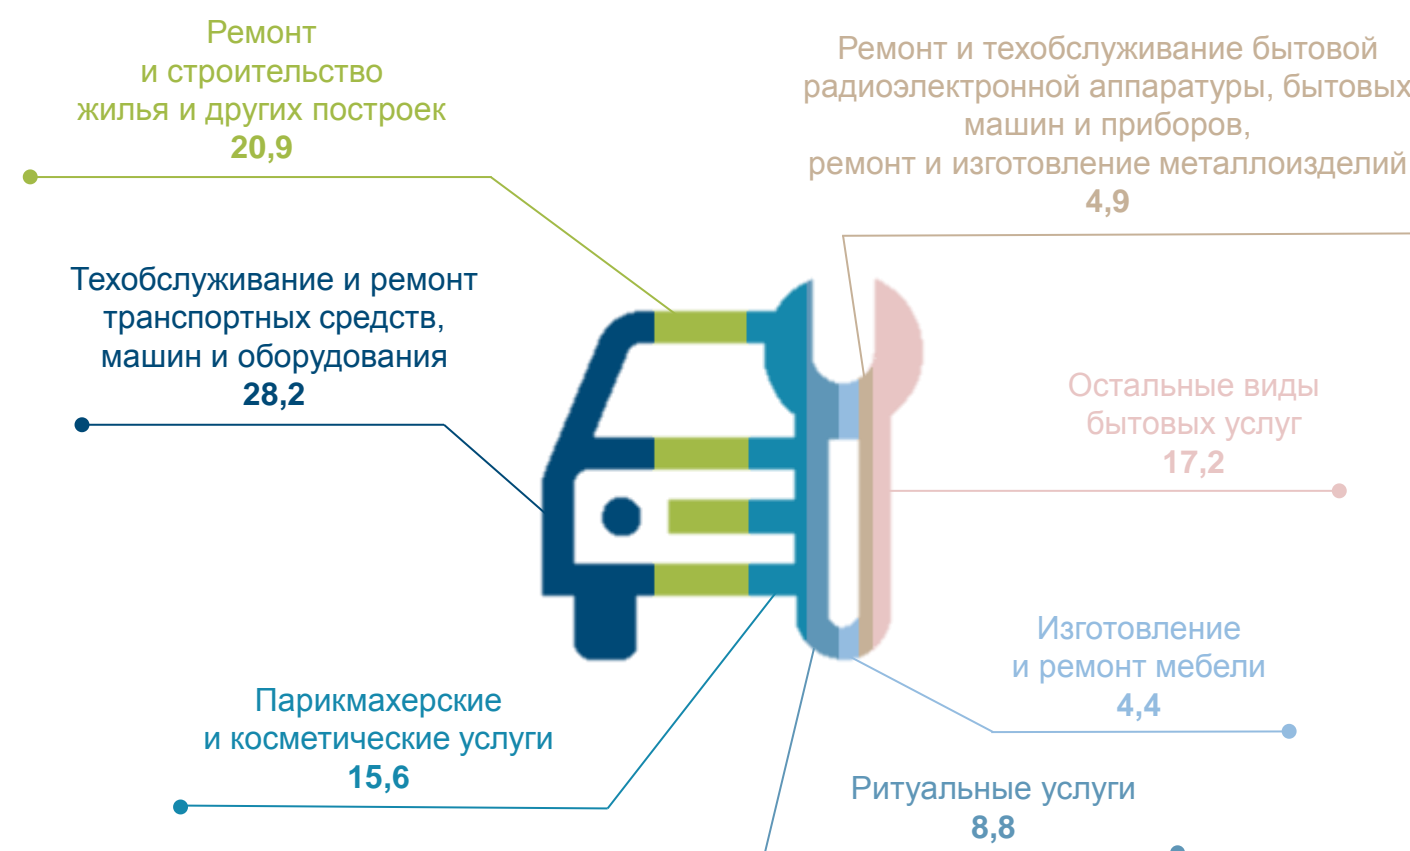 Ремонт
и строительство
жилья и других построек
20,9
Ремонт и техобслуживание бытовой
радиоэлектронной аппаратуры, бытовых
машин и приборов,
ремонт и изготовление металлоизделий
4,9
Техобслуживание и ремонт
транспортных средств,
машин и оборудования
28,2
Остальные виды
бытовых услуг
17,2
Изготовление
и ремонт мебели
4,4
Парикмахерские
и косметические услуги
15,6
Ритуальные услуги
8,8